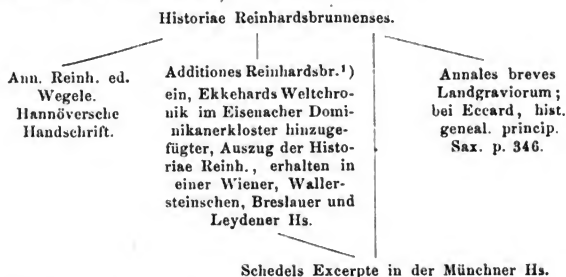 Historiae Reinhardsbrunnenses.
Ann. Reinh. ed.
Wegele.
Hannöversche
Handschrift.
Additiones Reinhardsbr.¹)
ein, Ekkehards Weltchro-
nik im Eisenacher Domi-
nikanerkloster hinzuge-
fügter, Auszug der Histo-
riae Reinh., erhalten in
einer Wiener, Waller-
steinschen, Breslauer und
Leydener Hs.
Annales breves
Landgraviorum;
bei Eccard, hist.
geneal. princip.
Sax. p. 346.
Schedels Excerpte in der Münchner Hs.